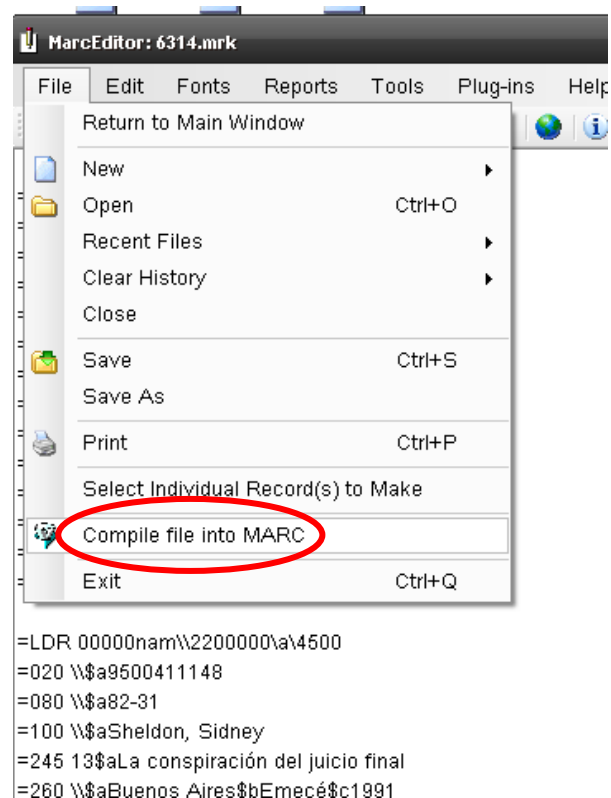 MarcEditor: 6314.mrk
File Edit Fonts Reports Tools Plug-ins Help
Return to Main Window
New
Open Ctrl+O
Recent Files
Clear History
Close
Save Ctrl+S
Save As
Print Ctrl+P
Select Individual Record(s) to Make
Compile file into MARC
Exit Ctrl+Q
=LDR 00000nam\\2200000\a\4500
=020 \\$a9500411148
=080 \\$a82-31
=100 \\$aSheldon, Sidney
=245 13$aLa conspiración del juicio final
=260 \\$aBuenos Aires$bEmecé$c1991